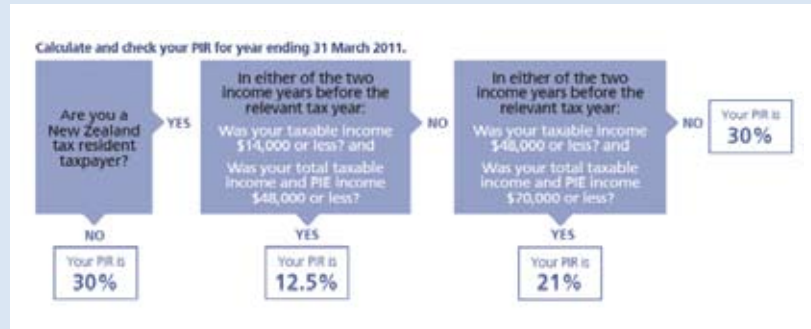 Calculate and check your PIR for year ending 31 March 2011.
Are you a
New Zealand
tax resident
taxpayer?
YES
In either of the two
income years before the
relevant tax year:
Was your taxable income
$14,000 or less? and
Was your total taxable
income and PIE income
$48,000 or less?
NO
In either of the two
income years before the
relevant tax year:
Was your taxable income
$48,000 or less? and
Was your total taxable
income and PIE income
$70,000 or less?
NO
Your PIR is
30%
NO
YES
YES
Your PIR is
30%
Your PIR is
12.5%
Your PIR is
21%